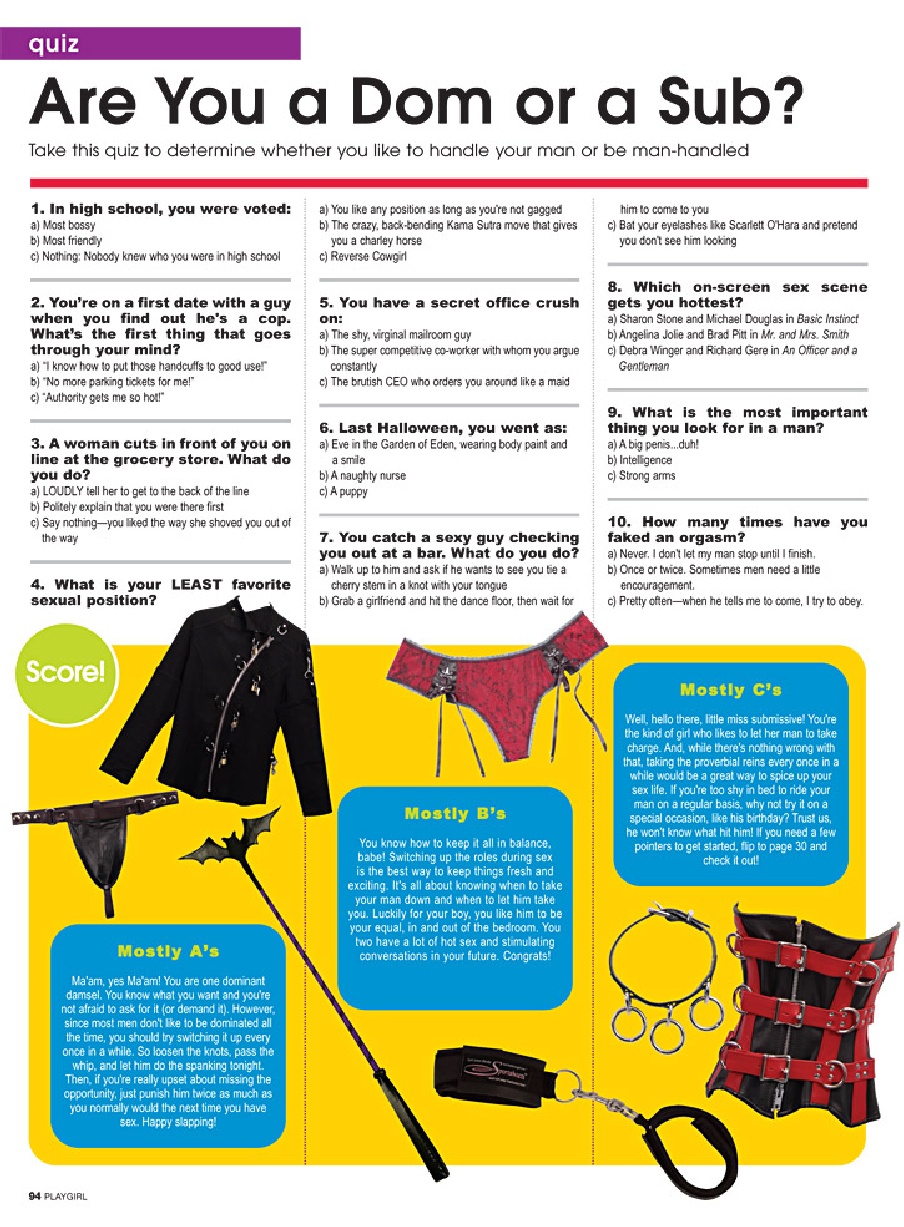 quiz
Are You a Dom or a Sub?
Take this quiz to determine whether you like to handle your man or be man-handled
1. In high school, you were voted:
a) Most bossy
b) Most friendly
c) Nothing: Nobody knew who you were in high school
2. You're on a first date with a guy
when you find out he's a cop.
What's the first thing that goes
through your mind?
a) "I know how to put those handcuffs to good use!"
b) "No more parking tickets for me!"
c) "Authority gets me so hot!"
3. A woman cuts in front of you on
line at the grocery store. What do
you do?
a) LOUDLY tell her to get to the back of the line
b) Politely explain that you were there first
c) Say nothing—you liked the way she shoved you out of
the way
4. What is your LEAST favorite
sexual position?
a) You like any position as long as you're not gagged
b) The crazy, back-bending Kama Sutra move that gives
you a charley horse
c) Reverse Cowgirl
5. You have a secret office crush
on:
a) The shy, virginal mailroom guy
b) The super competitive co-worker with whom you argue
constantly
c) The brutish CEO who orders you around like a maid
6. Last Halloween, you went as:
a) Eve in the Garden of Eden, wearing body paint and
a smile
b) A naughty nurse
c) A puppy
7. You catch a sexy guy checking
you out at a bar. What do you do?
a) Walk up to him and ask if he wants to see you tie a
cherry stem in a knot with your tongue
b) Grab a girlfriend and hit the dance floor, then wait for
him to come to you
c) Bat your eyelashes like Scarlett O'Hara and pretend
you don't see him looking
8. Which on-screen sex scene
gets you hottest?
a) Sharon Stone and Michael Douglas in Basic Instinct
b) Angelina Jolie and Brad Pitt in Mr. and Mrs. Smith
c) Debra Winger and Richard Gere in An Officer and a
Gentleman
9. What is the most important
thing you look for in a man?
a) A big penis...duh!
b) Intelligence
c) Strong arms
10. How many times have you
faked an orgasm?
a) Never. I don't let my man stop until I finish.
b) Once or twice. Sometimes men need a little
encouragement.
c) Pretty often—when he tells me to come, I try to obey.
Score!
Mostly A's
Ma'am, yes Ma'am! You are one dominant
damsel. You know what you want and you're
not afraid to ask for it (or demand it). However,
since most men don't like to be dominated all
the time, you should try switching it up every
once in a while. So loosen the knots, pass the
whip, and let him do the spanking tonight.
Then, if you're really upset about missing the
opportunity, just punish him twice as much as
you normally would the next time you have
sex. Happy slapping!
Mostly B's
You know how to keep it all in balance,
babe! Switching up the roles during sex
is the best way to keep things fresh and
exciting. It's all about knowing when to take
your man down and when to let him take
you. Luckily for your boy, you like him to be
your equal, in and out of the bedroom. You
two have a lot of hot sex and stimulating
conversations in your future. Congrats!
Mostly C's
Well, hello there, little miss submissive! You're
the kind of girl who likes to let her man to take
charge. And, while there's nothing wrong with
that, taking the proverbial reins every once in a
while would be a great way to spice up your
sex life. If you're too shy in bed to ride your
man on a regular basis, why not try it on a
special occasion, like his birthday? Trust us,
he won't know what hit him! If you need a few
pointers to get started, flip to page 30 and
check it out!
Sportsheets
94 PLAYGIRL